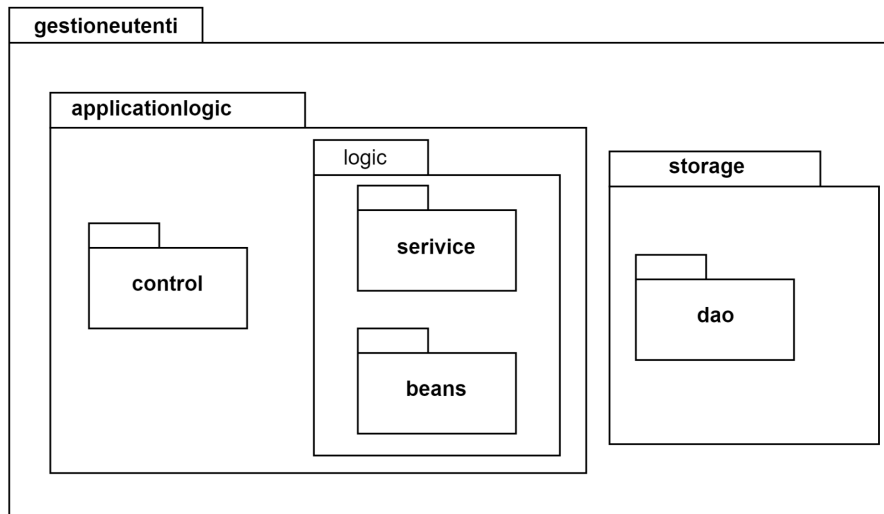 gestioneutenti
applicationlogic
logic
storage
serivice
control
dao
beans